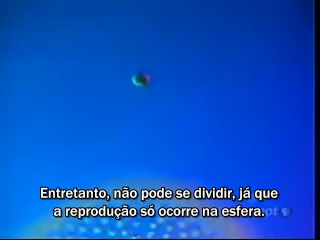 Entretanto, não pode se dividir, já que
a reprodução só ocorre na esfera.